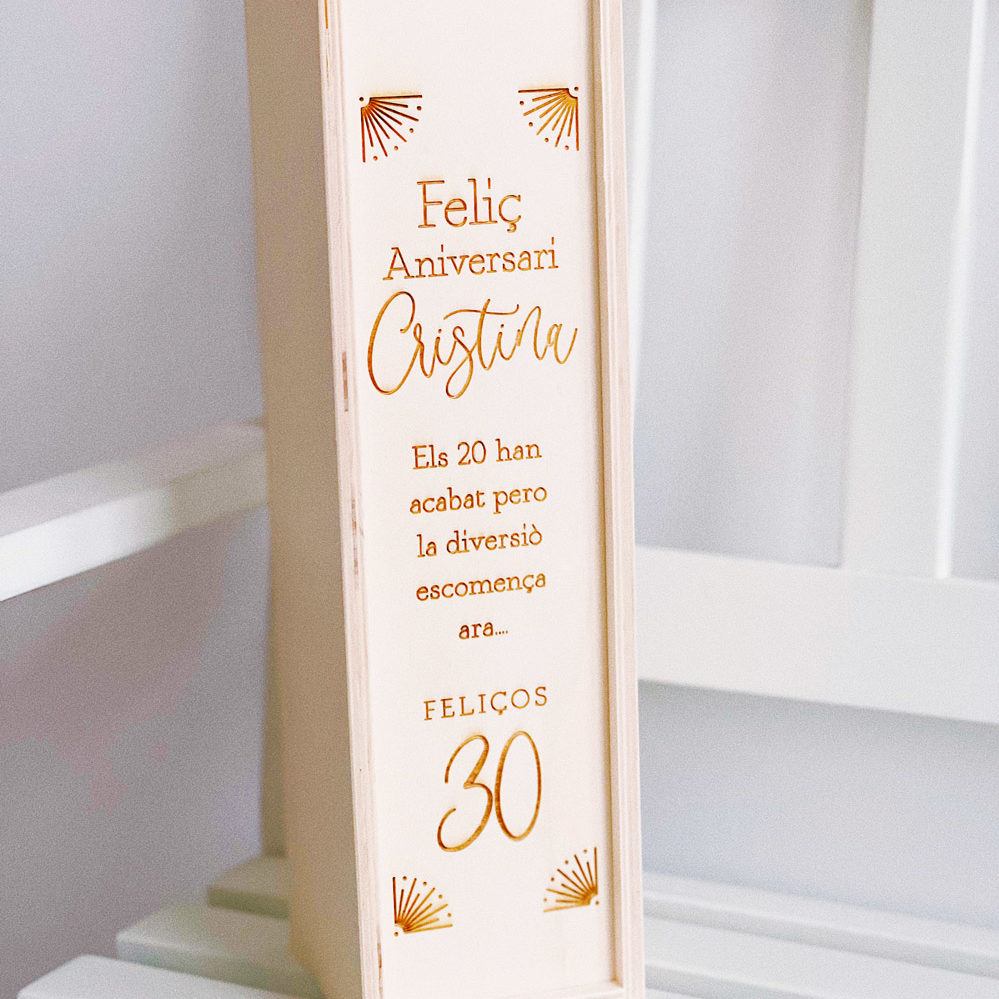 Feliç
Aniversari
Cristina
Els 20 han
acabat pero
la diversiò
escomença
ara....
FELIÇOS
30